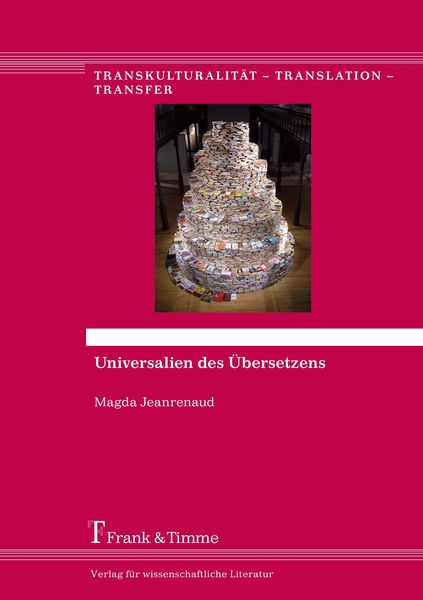 TRANSKULTURALITÄT – TRANSLATION –
TRANSFER
Universalien des Übersetzens
Magda Jeanrenaud
T Frank & Timme
Verlag für wissenschaftliche Literatur